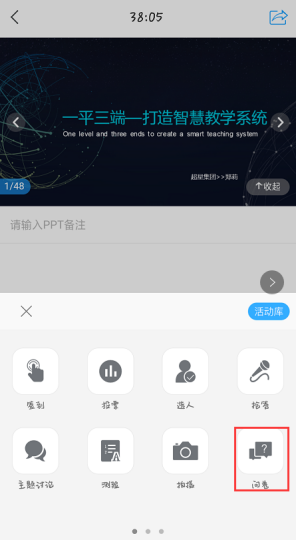 38:05
一平三端—打造智慧教学系统
One level and three ends to create a smart teaching system
超星集团>>郑莉
1/48
收起
请输入PPT备注
活动库
签到
投票
选人
抢答
主题讨论
测验
拍摄
问卷